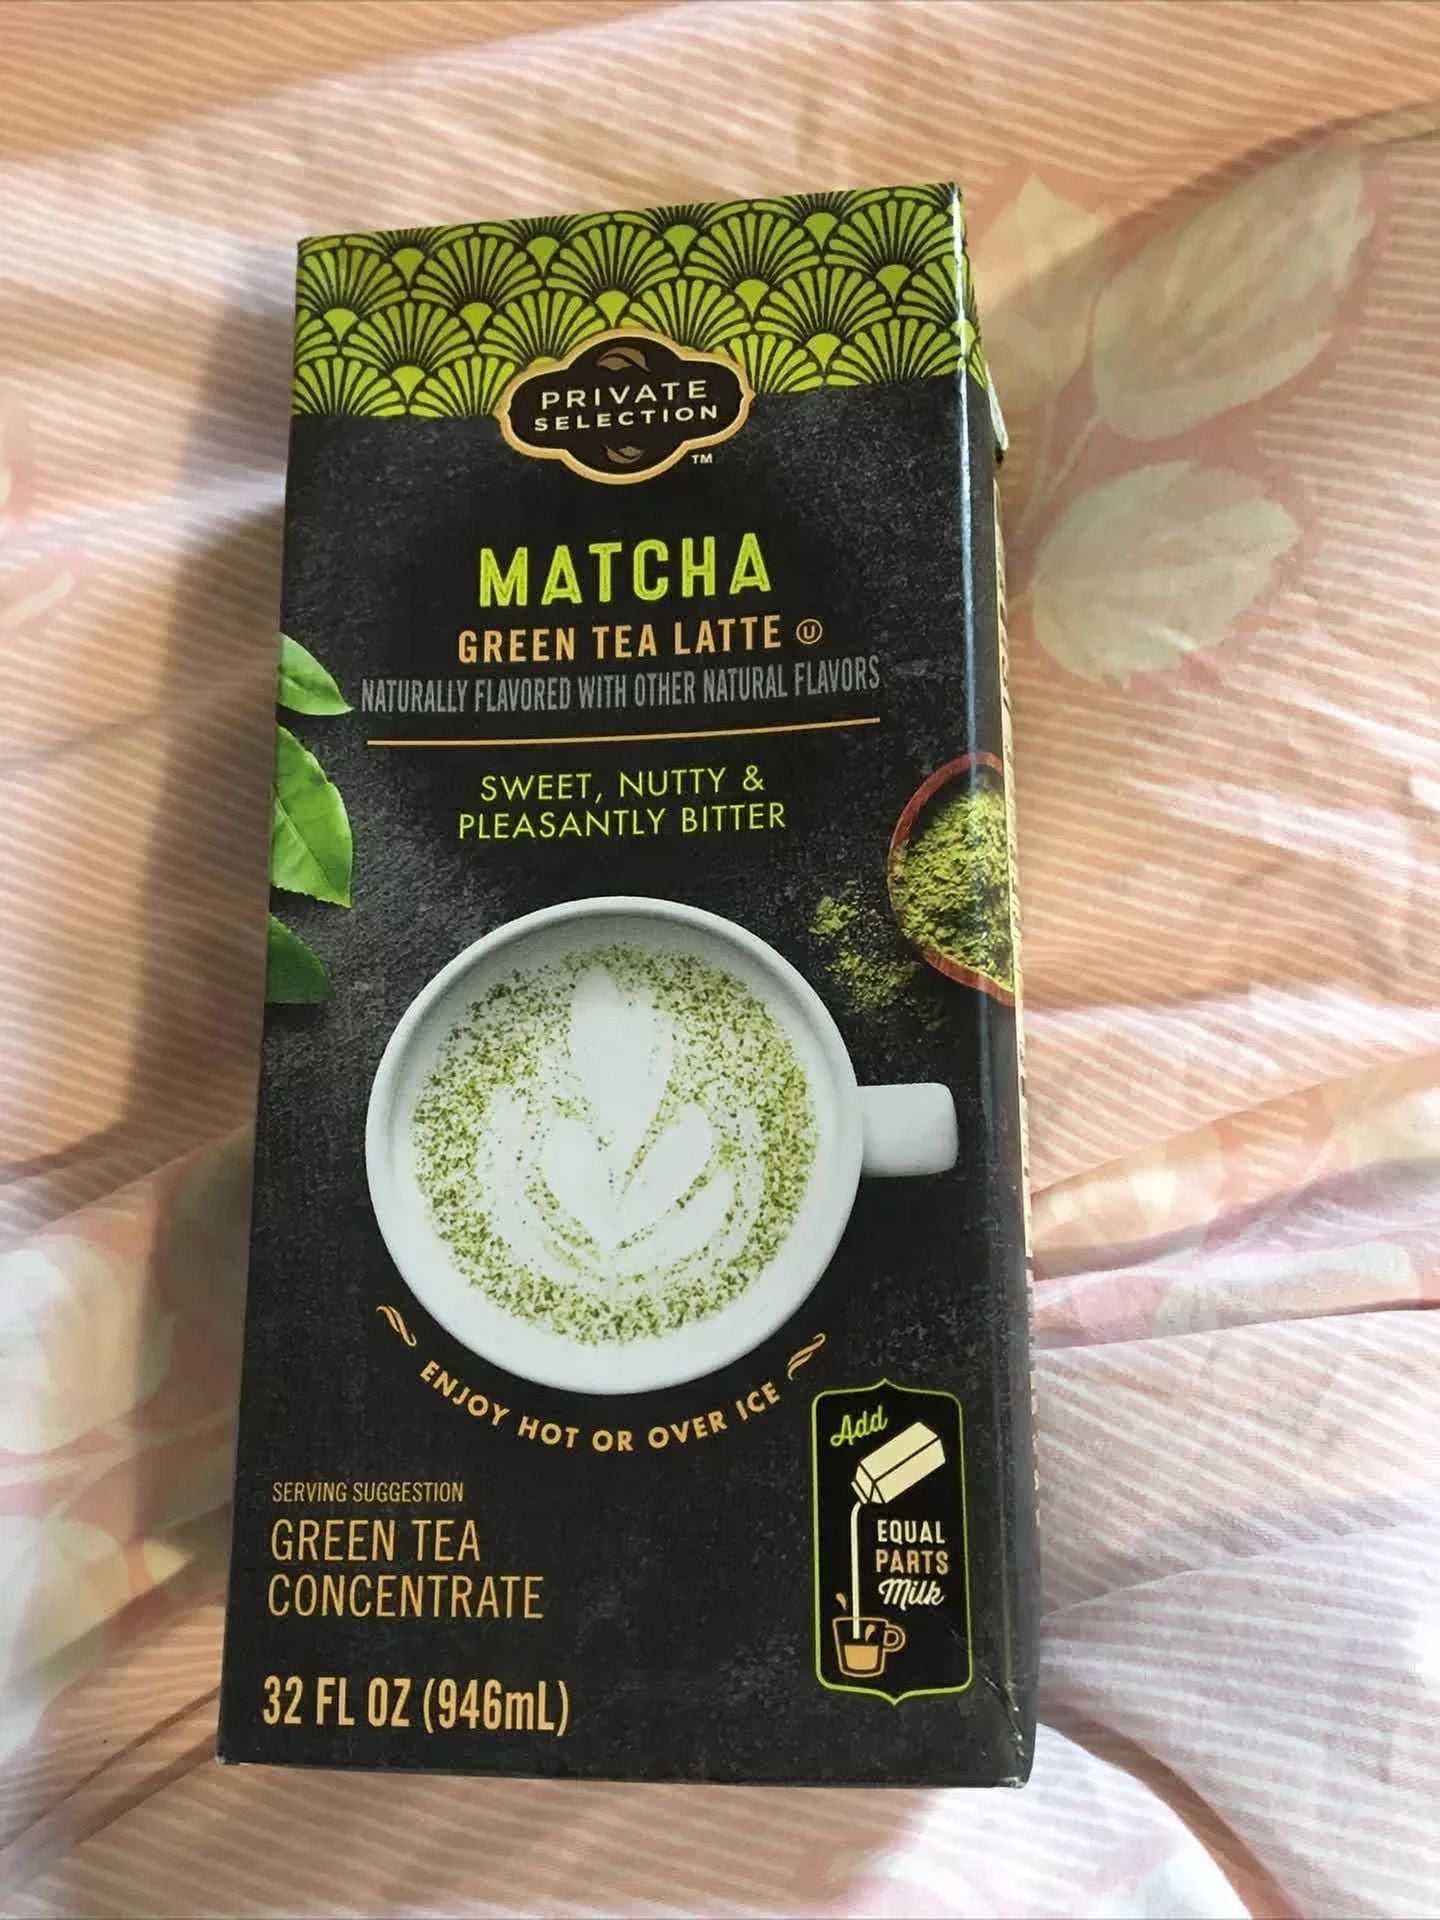 PRIVATE
SELECTION
TM
MATCHA
GREEN TEA LATTE Ⓤ
NATURALLY FLAVORED WITH OTHER NATURAL FLAVORS
SWEET, NUTTY &
PLEASANTLY BITTER
ENJOY HOT OR OVER ICE
Add
EQUAL
PARTS
Milk
SERVING SUGGESTION
GREEN TEA
CONCENTRATE
32 FL OZ (946mL)